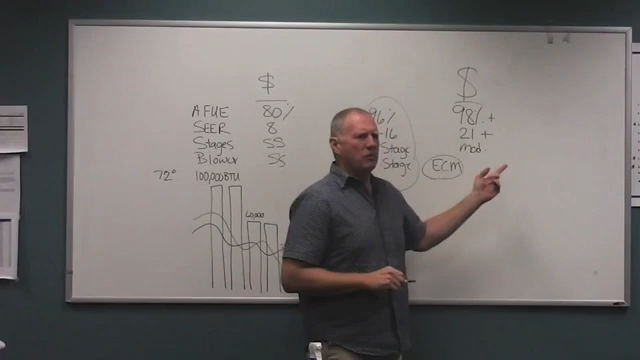 $
AFUE 80%
SEER 8
Stages SS
Blower SS
72° 100,000 BTU
60,000
96%
-16
Stage
Stage
ECM
$
98% +
21 +
mod.